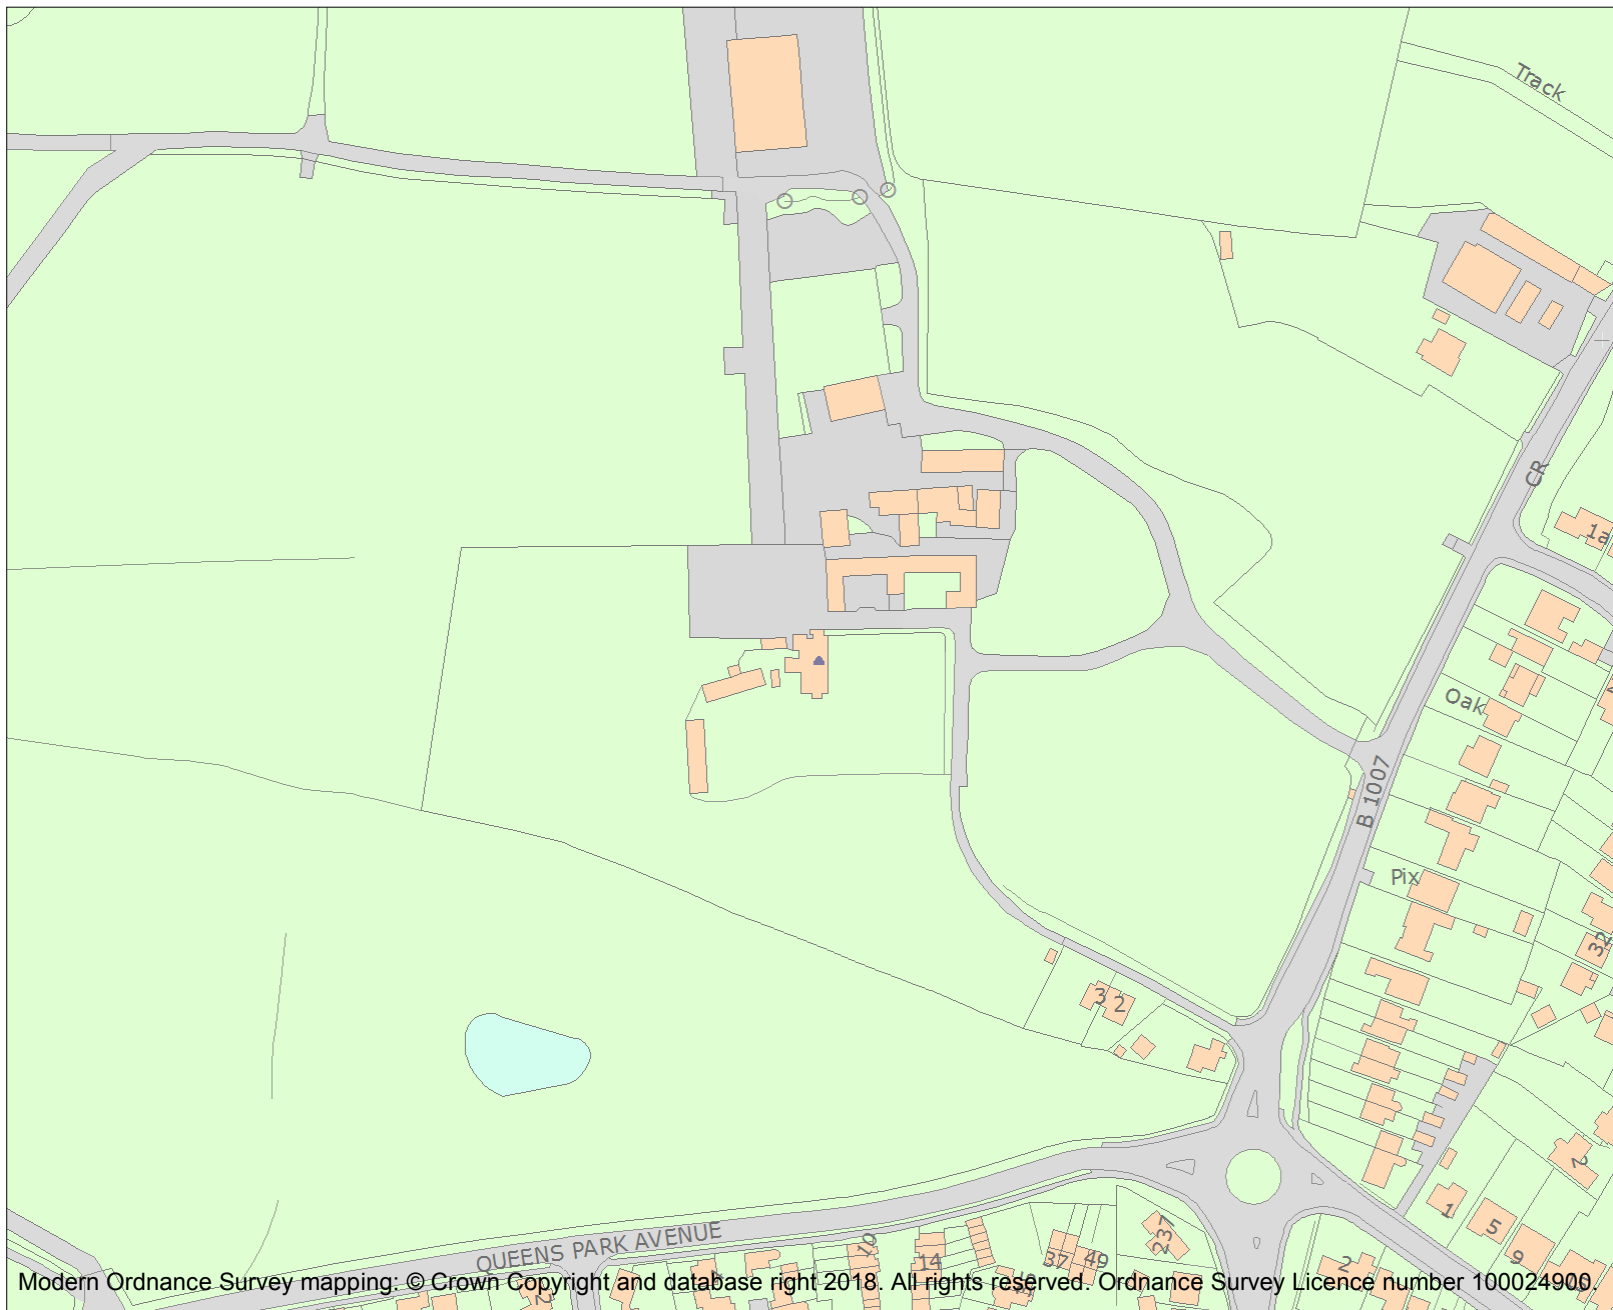 Track
CR
1a
Oak
B 1007
Pix
32
3 2
2
1
5
9
237
QUEENS PARK AVENUE
10
14
37
49
2
Modern Ordnance Survey mapping: © Crown Copyright and database right 2018. All rights reserved. Ordnance Survey Licence number 100024900.